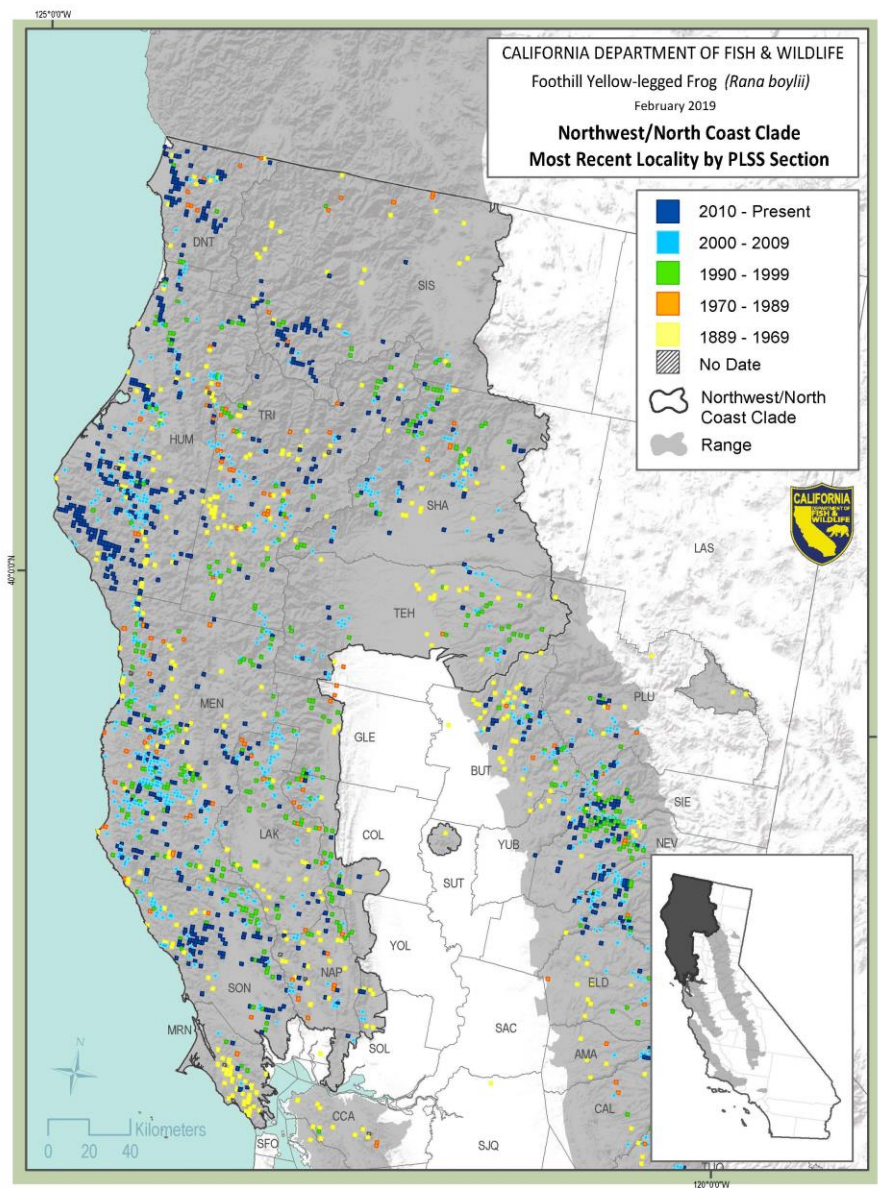 125°0'0"W
CALIFORNIA DEPARTMENT OF FISH & WILDLIFE
Foothill Yellow-legged Frog (Rana boylii)
February 2019
Northwest/North Coast Clade
Most Recent Locality by PLSS Section
2010 - Present
2000 - 2009
1990 - 1999
1970 - 1989
1889 - 1969
No Date
Northwest/North
Coast Clade
Range
CALIFORNIA
DEPARTMENT OF
FISH &
WILDLIFE
DNT
SIS
TRI
HUM
SHA
LAS
40°0'0"N
TEH
PLU
MEN
GLE
BUT
SIE
LAK
COL
YUB
NEV
SUT
YOL
NAP
ELD
SON
SAC
MRN
SOL
AMA
N
CAL
CCA
Kilometers
0 20 40
SFO
SJQ
TUO
120°0'0"W